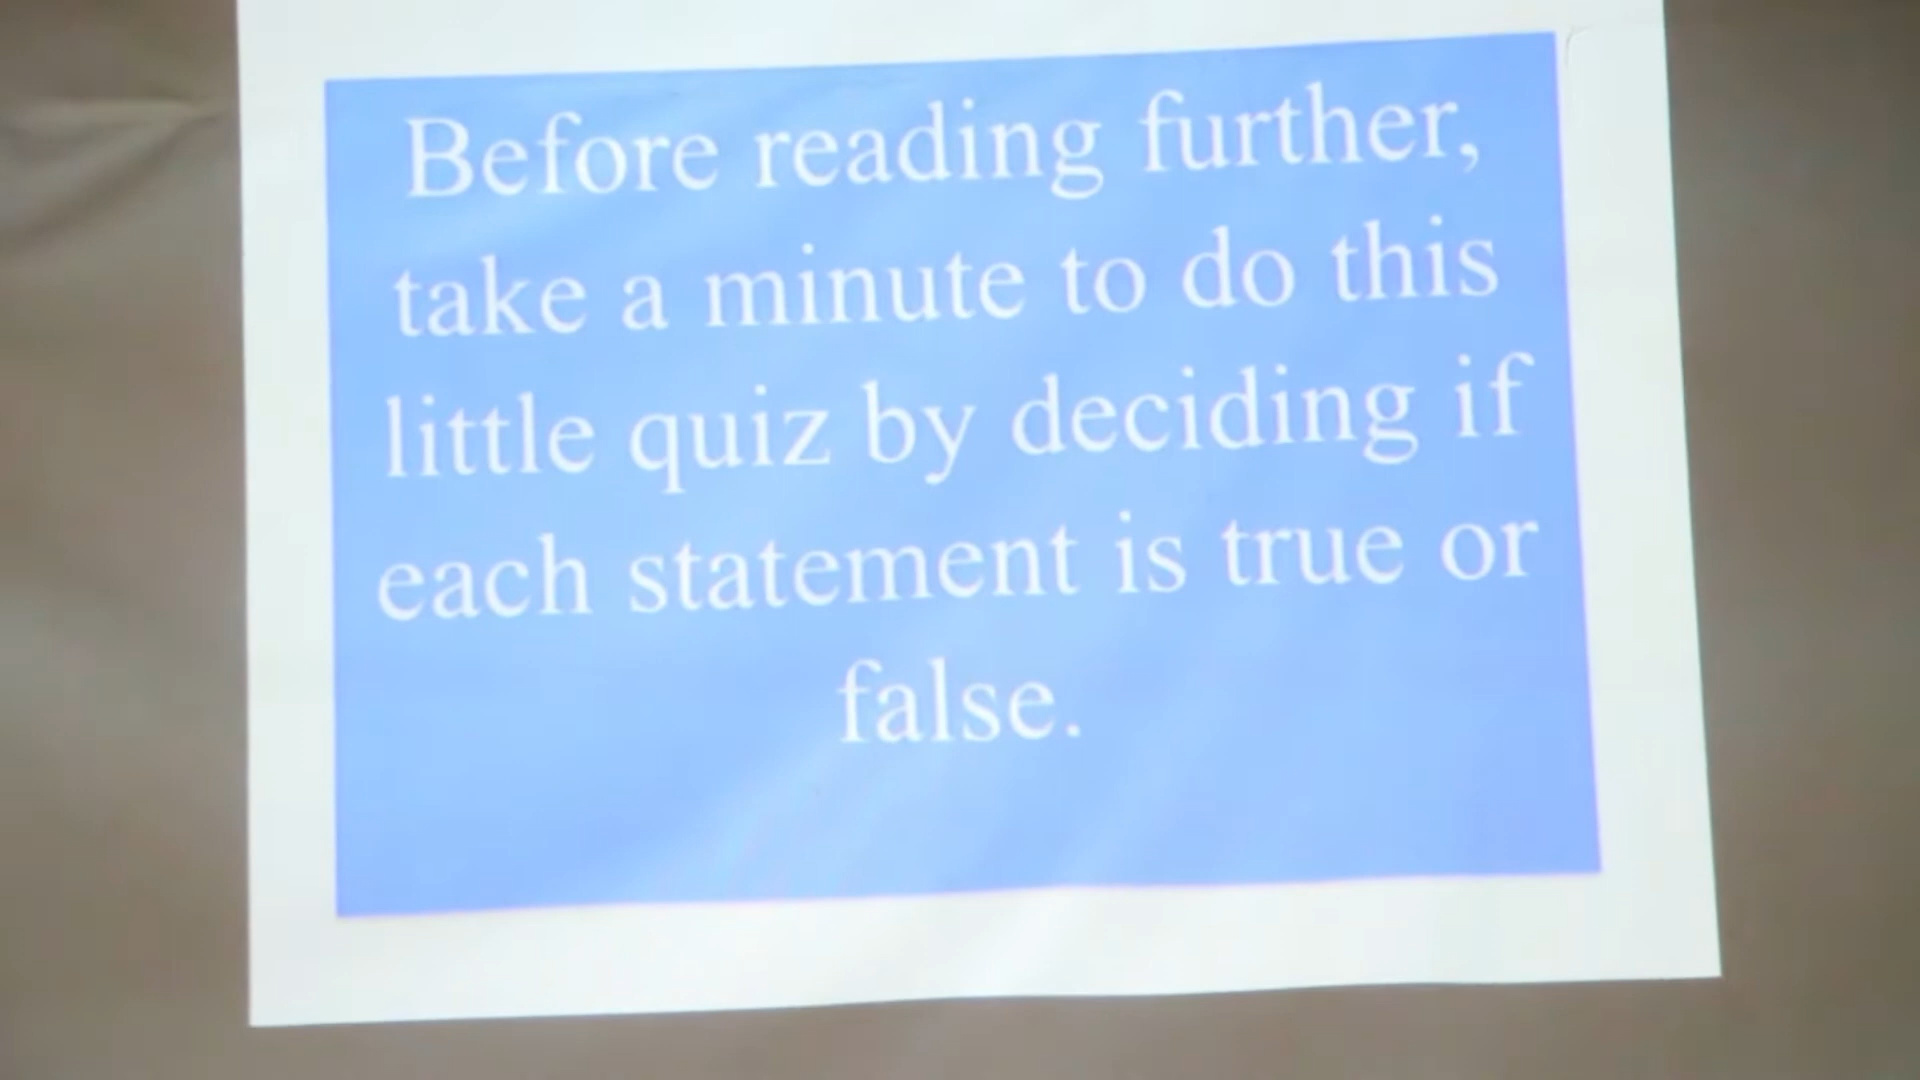 Before reading further,
take a minute to do this
little quiz by deciding if
each statement is true or
false.